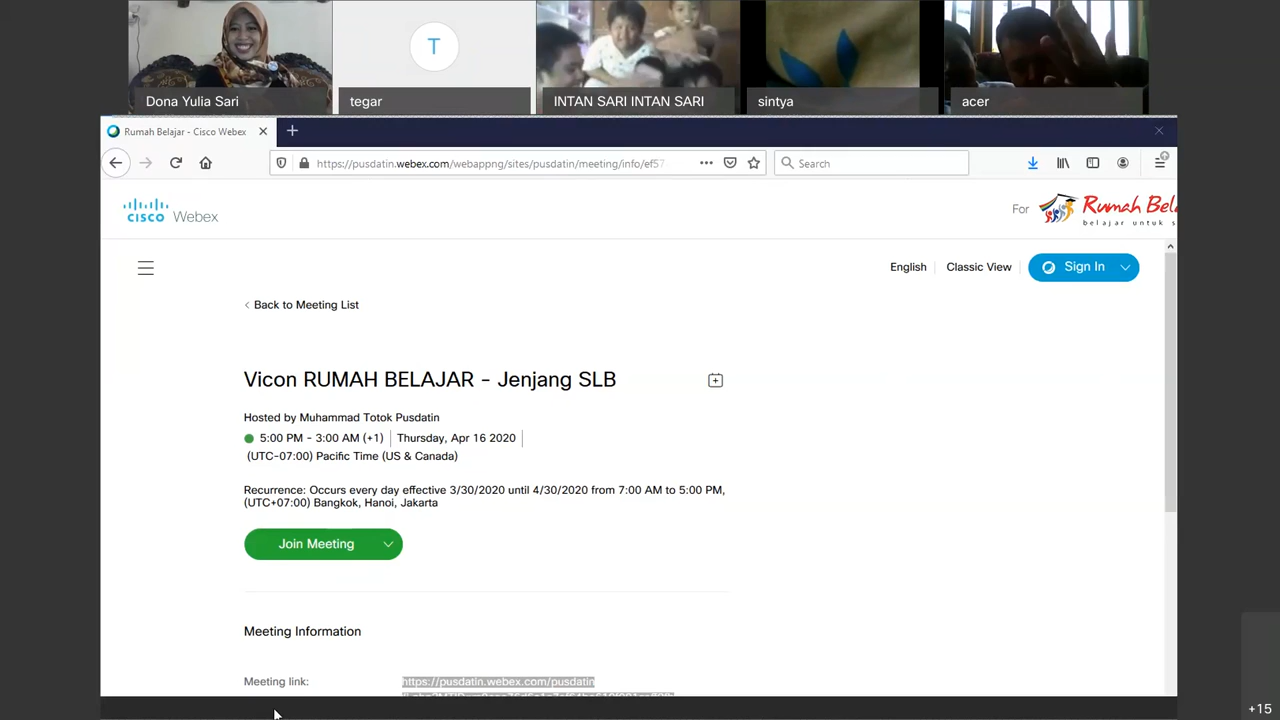 T
Dona Yulia Sari
tegar
INTAN SARI INTAN SARI
sintya
acer
Rumah Belajar - Cisco Webex
https://pusdatin.webex.com/webappng/sites/pusdatin/meeting/info/ef57
Search
CISCO Webex
For
Rumah Bel
belajar untuk s
English
Classic View
Sign In
Back to Meeting List
Vicon RUMAH BELAJAR - Jenjang SLB
Hosted by Muhammad Totok Pusdatin
5:00 PM - 3:00 AM (+1) | Thursday, Apr 16 2020 |
(UTC-07:00) Pacific Time (US & Canada)
Recurrence: Occurs every day effective 3/30/2020 until 4/30/2020 from 7:00 AM to 5:00 PM,
(UTC+07:00) Bangkok, Hanoi, Jakarta
Join Meeting
Meeting Information
Meeting link:
https://pusdatin.webex.com/pusdatin
+15